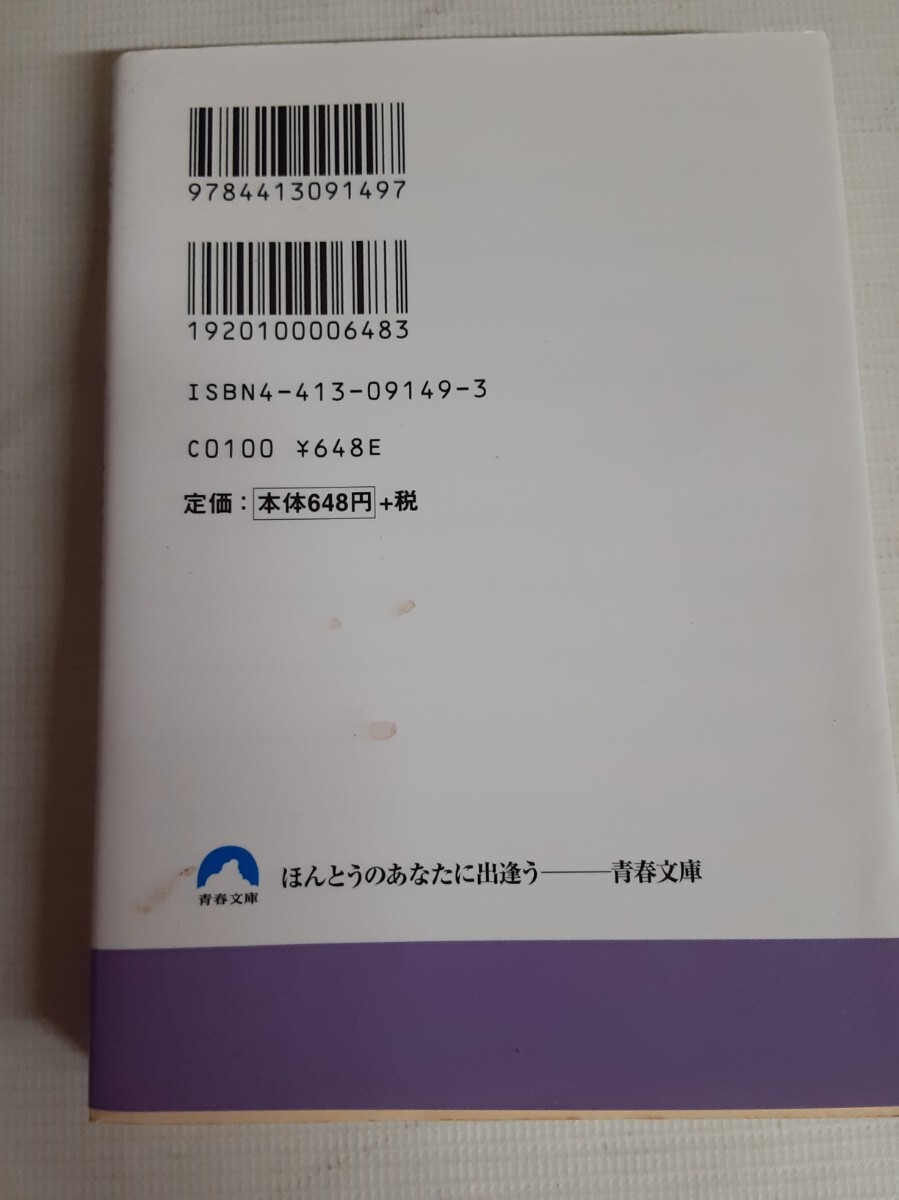 9784413091497
1920100006483
ISBN4-413-09149-3
C0100 ¥648E
定価：本体648円+税
青春文庫
ほんとうのあなたに出逢う———青春文庫